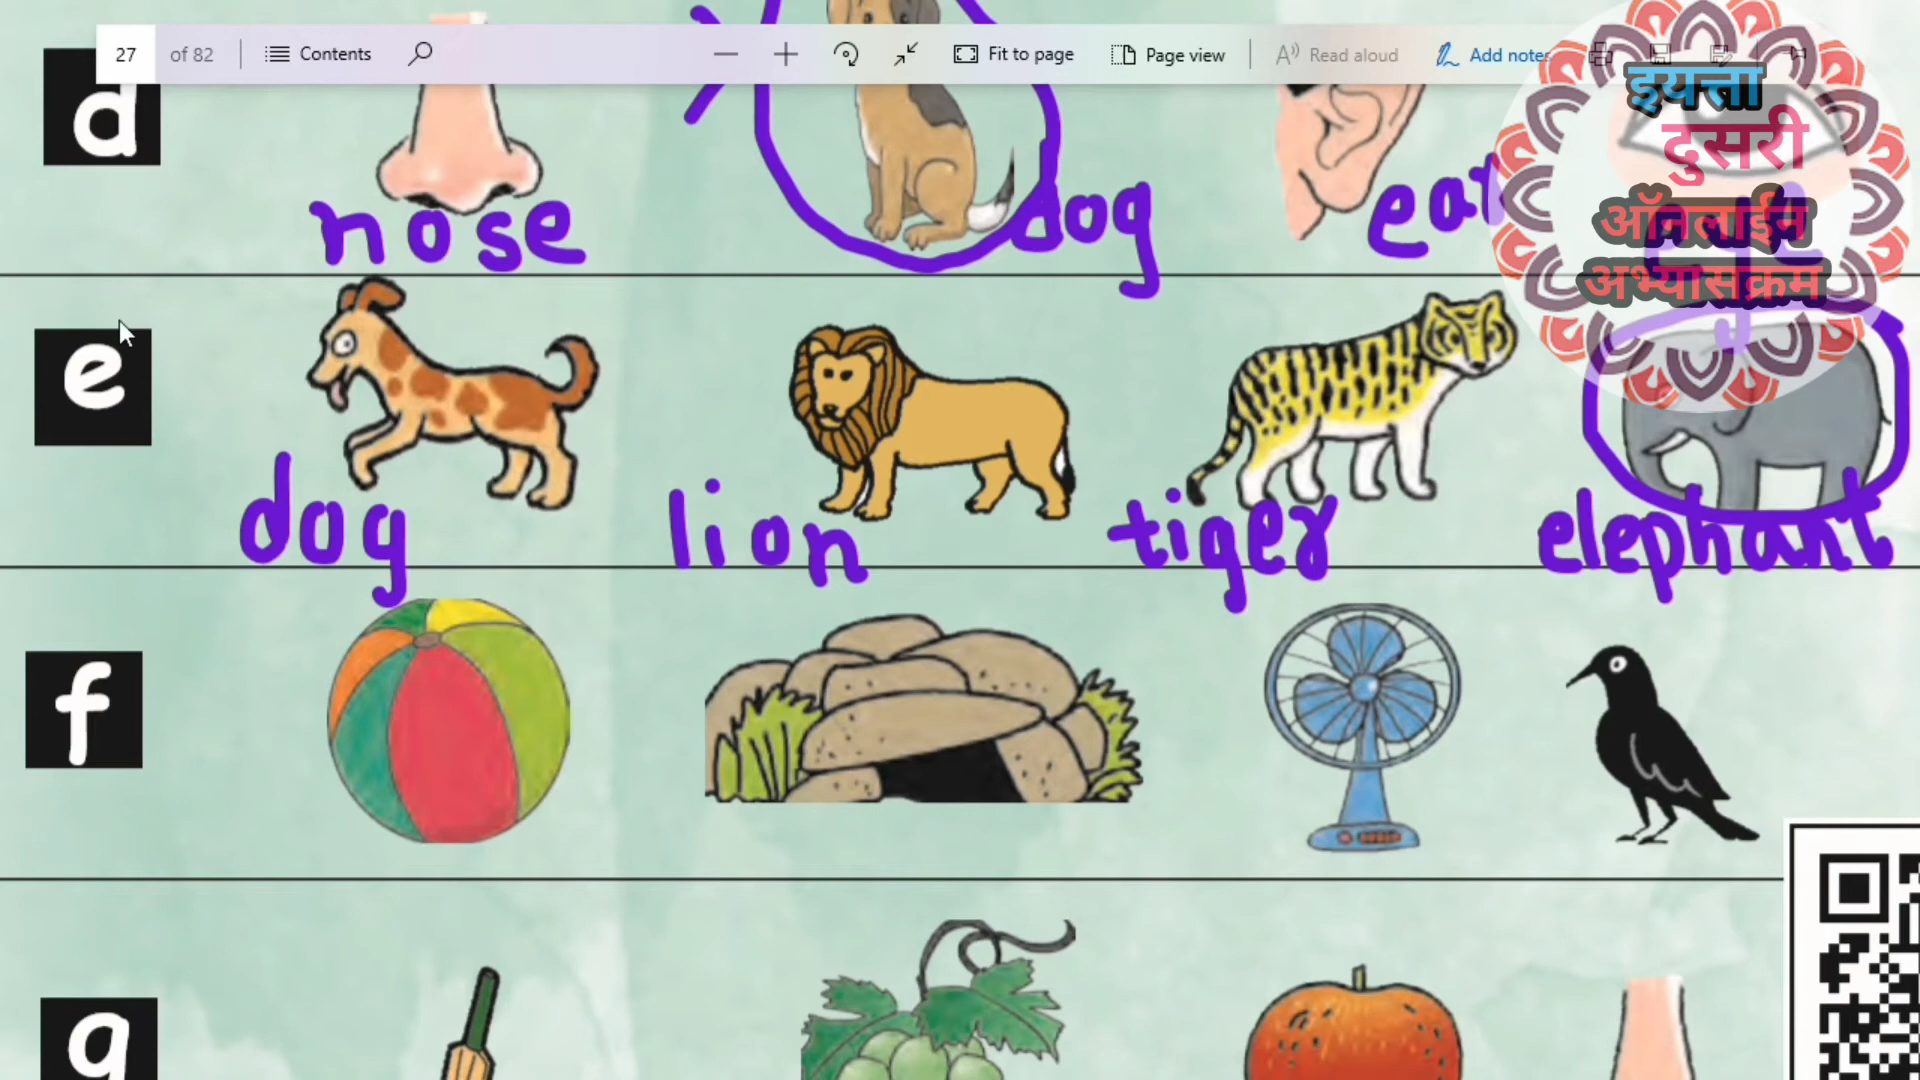 27 of 82 Contents Fit to page Page view Read aloud Add notes
इयत्ता
दुसरी
ऑनलाईन
अभ्यासक्रम
d
nose dog ear
e
dog lion tiger elephant
f
g